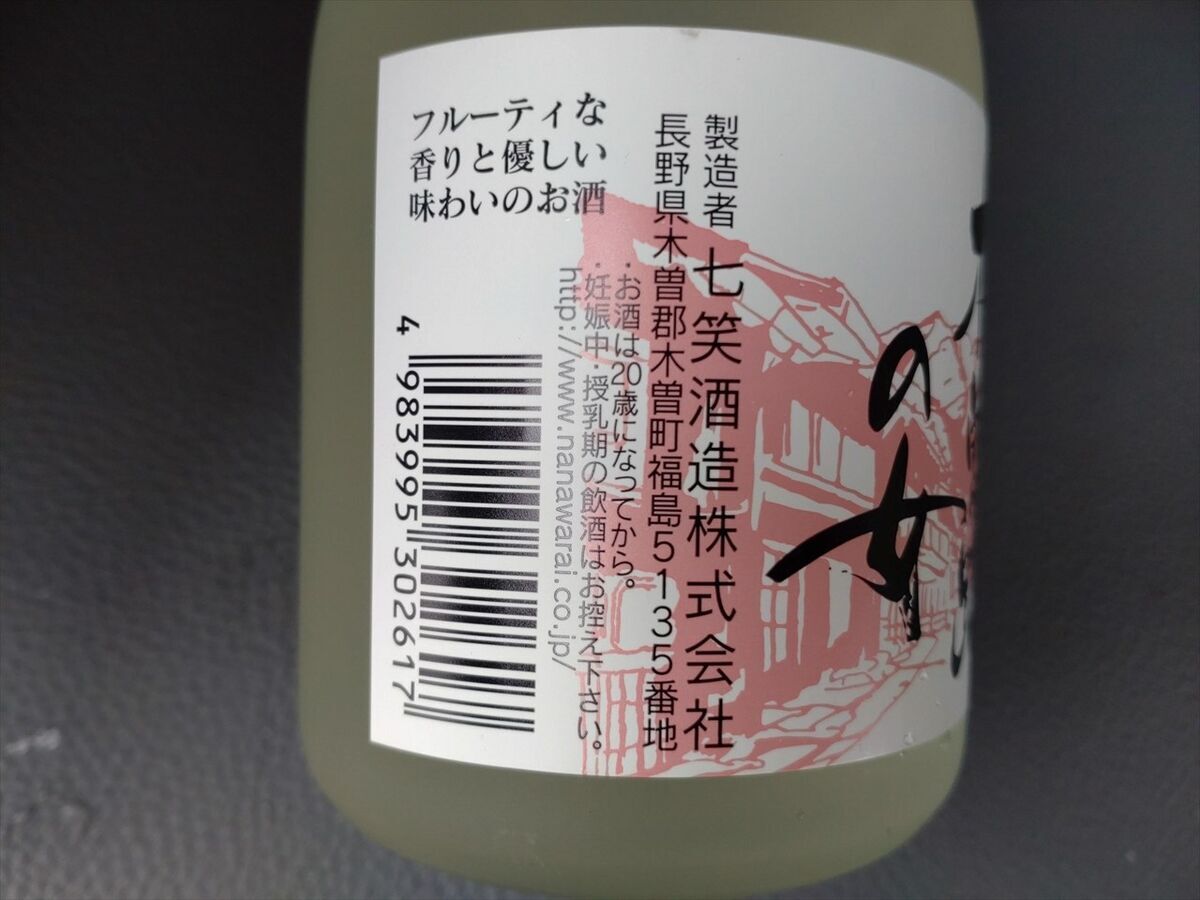 の
製造者 七笑酒造株式会社
長野県木曽郡木曽町福島5135番地
・お酒は20歳になってから。
・妊娠中・授乳期の飲酒はお控え下さい。
http://www.nanawarai.co.jp/
フルーティな
香りと優しい
味わいのお酒
4 983995 302617